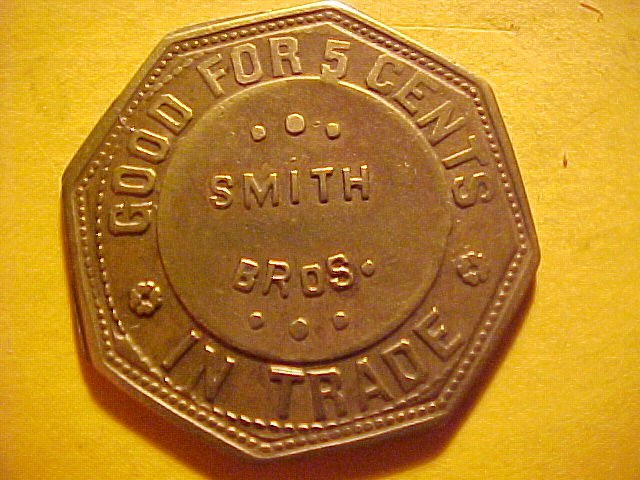 GOOD FOR 5 CENTS
SMITH
BROS.
IN TRADE